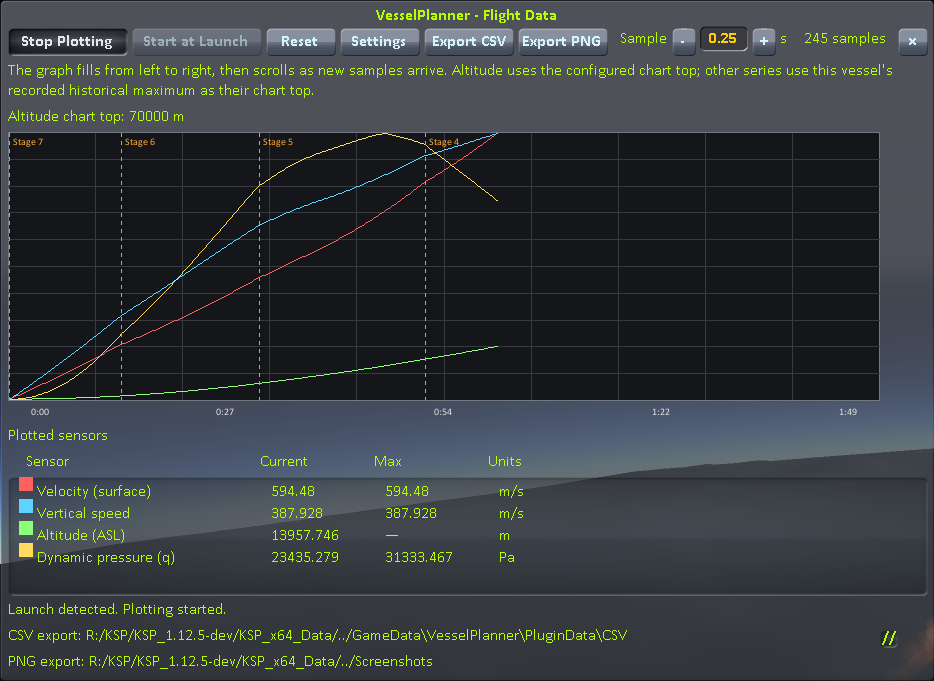 VesselPlanner - Flight Data
Stop Plotting Start at Launch Reset Settings Export CSV Export PNG Sample - 0.25 + s 245 samples ×
The graph fills from left to right, then scrolls as new samples arrive. Altitude uses the configured chart top; other series use this vessel's
recorded historical maximum as their chart top.
Altitude chart top: 70000 m
Stage 7 Stage 6 Stage 5 Stage 4
0:00 0:27 0:54 1:22 1:49
Plotted sensors
Sensor Current Max Units
Velocity (surface) 594.48 594.48 m/s
Vertical speed 387.928 387.928 m/s
Altitude (ASL) 13957.746 — m
Dynamic pressure (q) 23435.279 31333.467 Pa
Launch detected. Plotting started.
CSV export: R:/KSP/KSP_1.12.5-dev/KSP_x64_Data/../GameData\VesselPlanner\PluginData\CSV
//
PNG export: R:/KSP/KSP_1.12.5-dev/KSP_x64_Data/../Screenshots